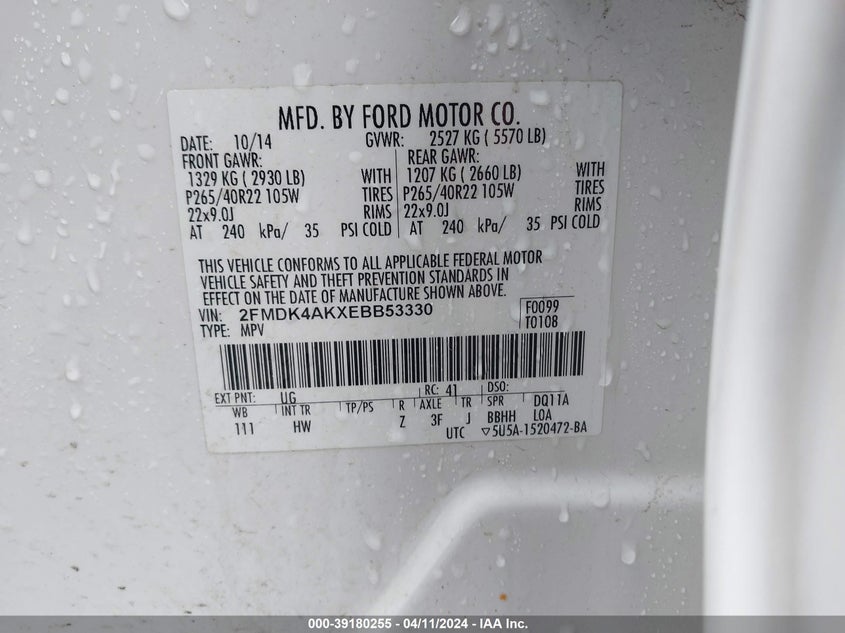 MFD. BY FORD MOTOR CO.
DATE: 10/14 GVWR: 2527 KG ( 5570 LB)
FRONT GAWR: REAR GAWR:
1329 KG ( 2930 LB) WITH 1207 KG ( 2660 LB) WITH
P265/40R22 105W TIRES P265/40R22 105W TIRES
22x9.0J RIMS 22x9.0J RIMS
AT 240 kPa/ 35 PSI COLD AT 240 kPa/ 35 PSI COLD
THIS VEHICLE CONFORMS TO ALL APPLICABLE FEDERAL MOTOR
VEHICLE SAFETY AND THEFT PREVENTION STANDARDS IN
EFFECT ON THE DATE OF MANUFACTURE SHOWN ABOVE.
VIN: 2FMDK4AKXEBB53330 F0099
TYPE: MPV T0108
EXT PNT: UG RC: 41 DSO:
WB INT TR TP/PS R AXLE TR SPR DQ11A
111 HW Z 3F J BBHH LOA
UTC ▽5U5A-1520472-BA
000-39180255 - 04/11/2024 - IAA Inc.